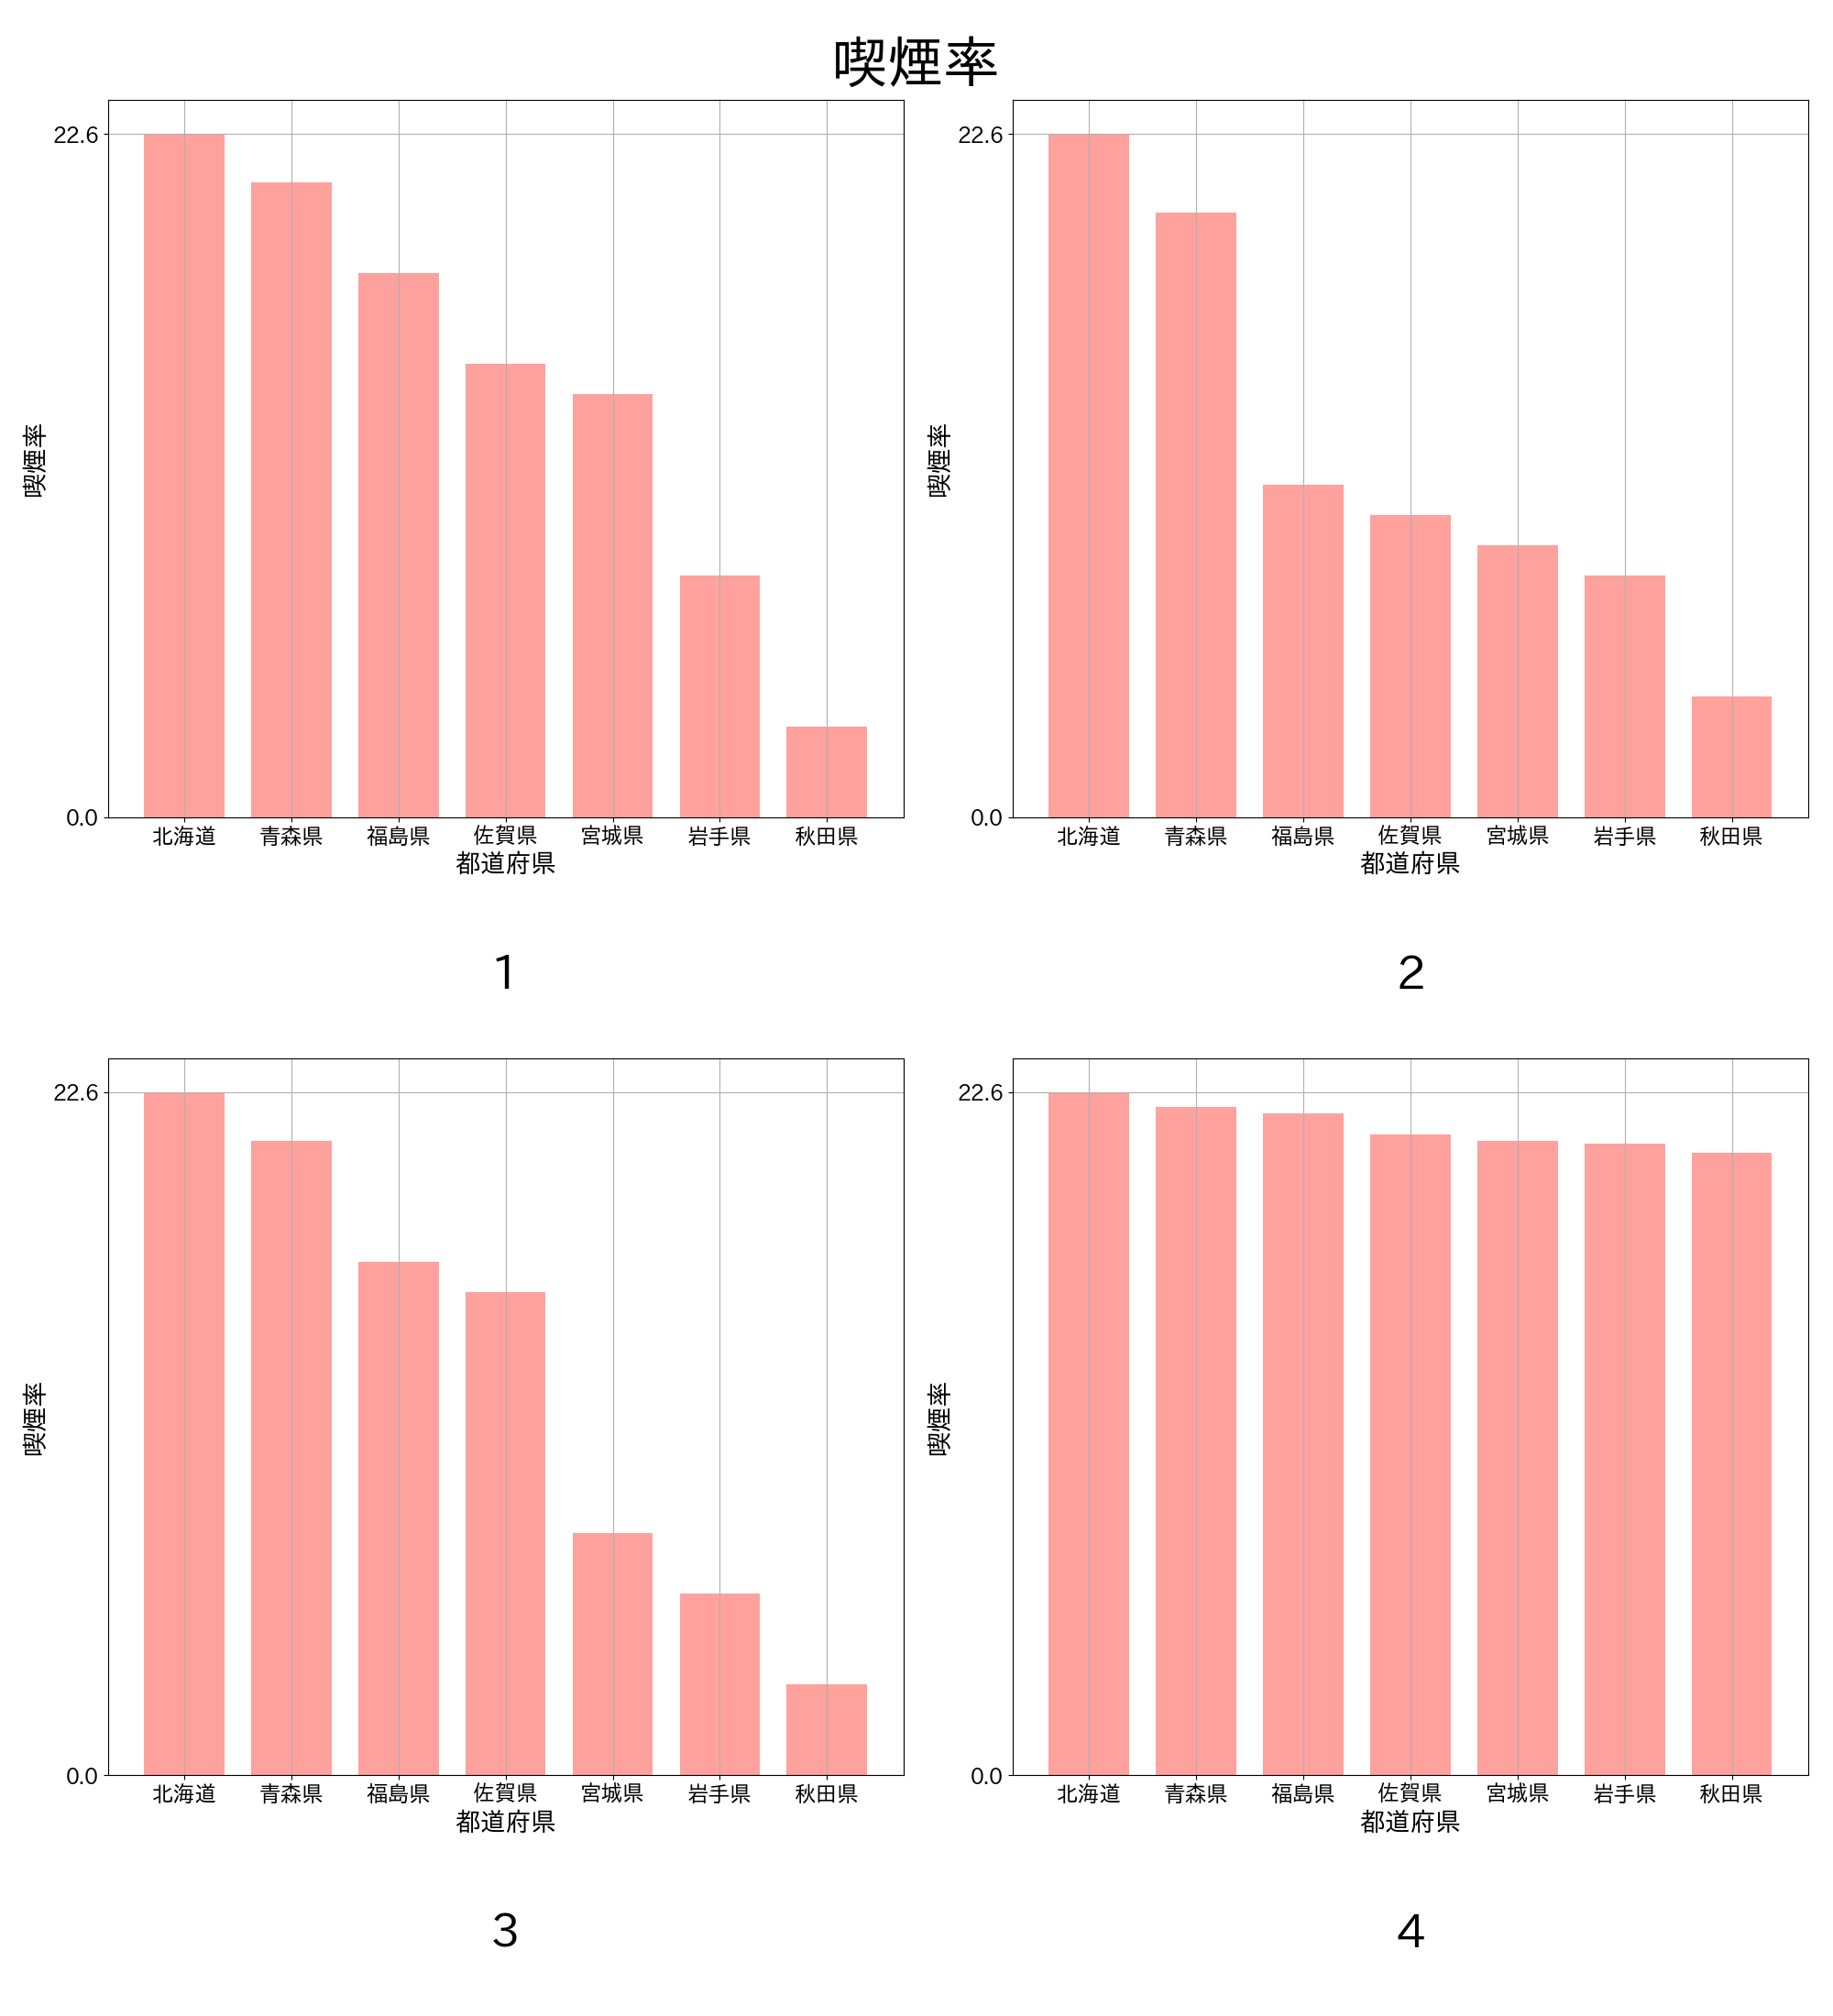 喫煙率
22.6
0.0
喫煙率
北海道 青森県 福島県 佐賀県 宮城県 岩手県 秋田県
都道府県
1
22.6
0.0
喫煙率
北海道 青森県 福島県 佐賀県 宮城県 岩手県 秋田県
都道府県
2
22.6
0.0
喫煙率
北海道 青森県 福島県 佐賀県 宮城県 岩手県 秋田県
都道府県
3
22.6
0.0
喫煙率
北海道 青森県 福島県 佐賀県 宮城県 岩手県 秋田県
都道府県
4